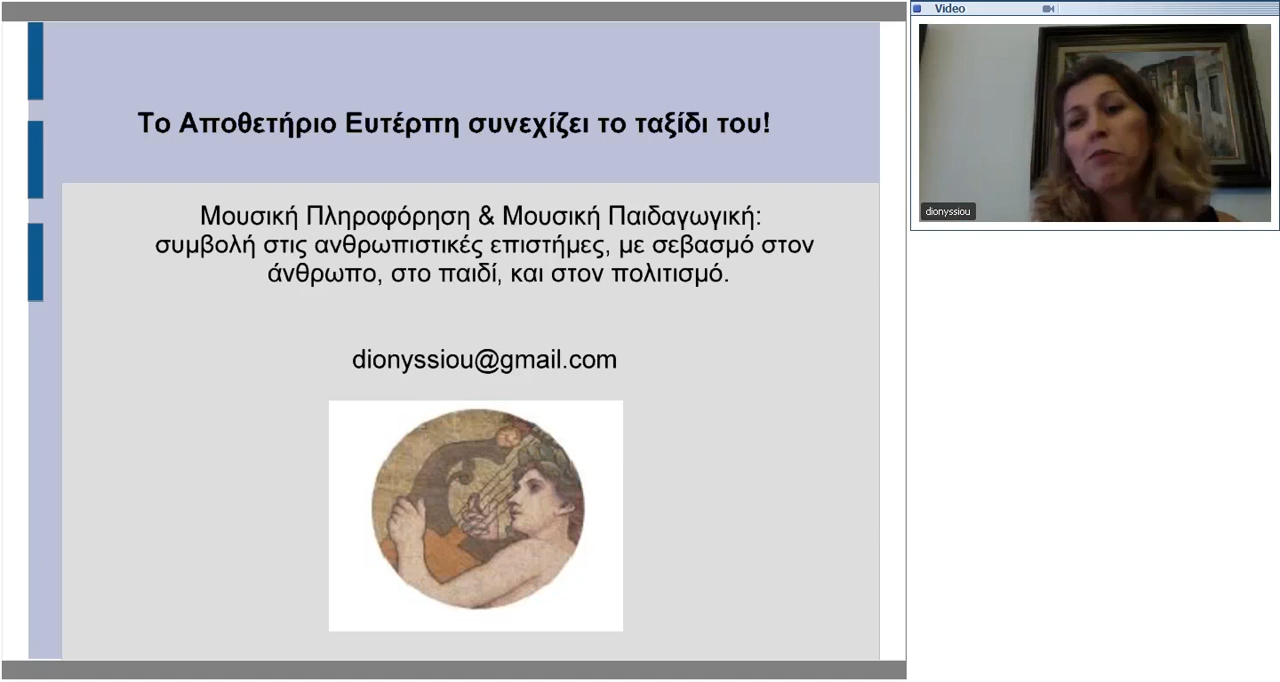 Video
Το Αποθετήριο Ευτέρπη συνεχίζει το ταξίδι του!
Μουσική Πληροφόρηση & Μουσική Παιδαγωγική:
συμβολή στις ανθρωπιστικές επιστήμες, με σεβασμό στον
άνθρωπο, στο παιδί, και στον πολιτισμό.
dionyssiou@gmail.com
dionyssiou